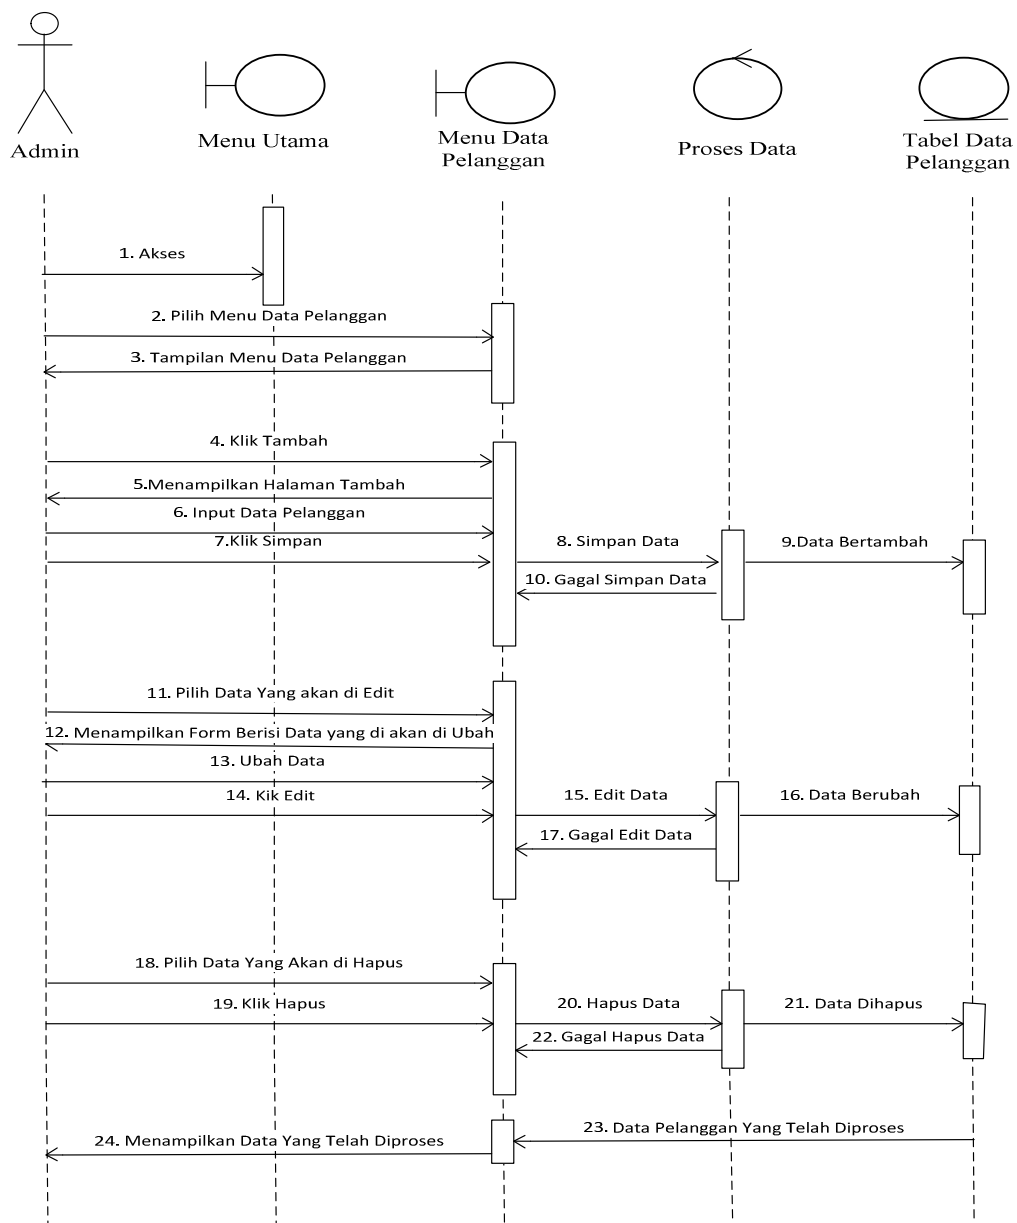 Admin
Menu Utama
Menu Data
Pelanggan
Proses Data
Tabel Data
Pelanggan
1. Akses
2. Pilih Menu Data Pelanggan
3. Tampilan Menu Data Pelanggan
4. Klik Tambah
5.Menampilkan Halaman Tambah
6. Input Data Pelanggan
7.Klik Simpan
8. Simpan Data
9.Data Bertambah
10. Gagal Simpan Data
11. Pilih Data Yang akan di Edit
12. Menampilkan Form Berisi Data yang di akan di Ubah
13. Ubah Data
14. Kik Edit
15. Edit Data
16. Data Berubah
17. Gagal Edit Data
18. Pilih Data Yang Akan di Hapus
19. Klik Hapus
20. Hapus Data
21. Data Dihapus
22. Gagal Hapus Data
23. Data Pelanggan Yang Telah Diproses
24. Menampilkan Data Yang Telah Diproses